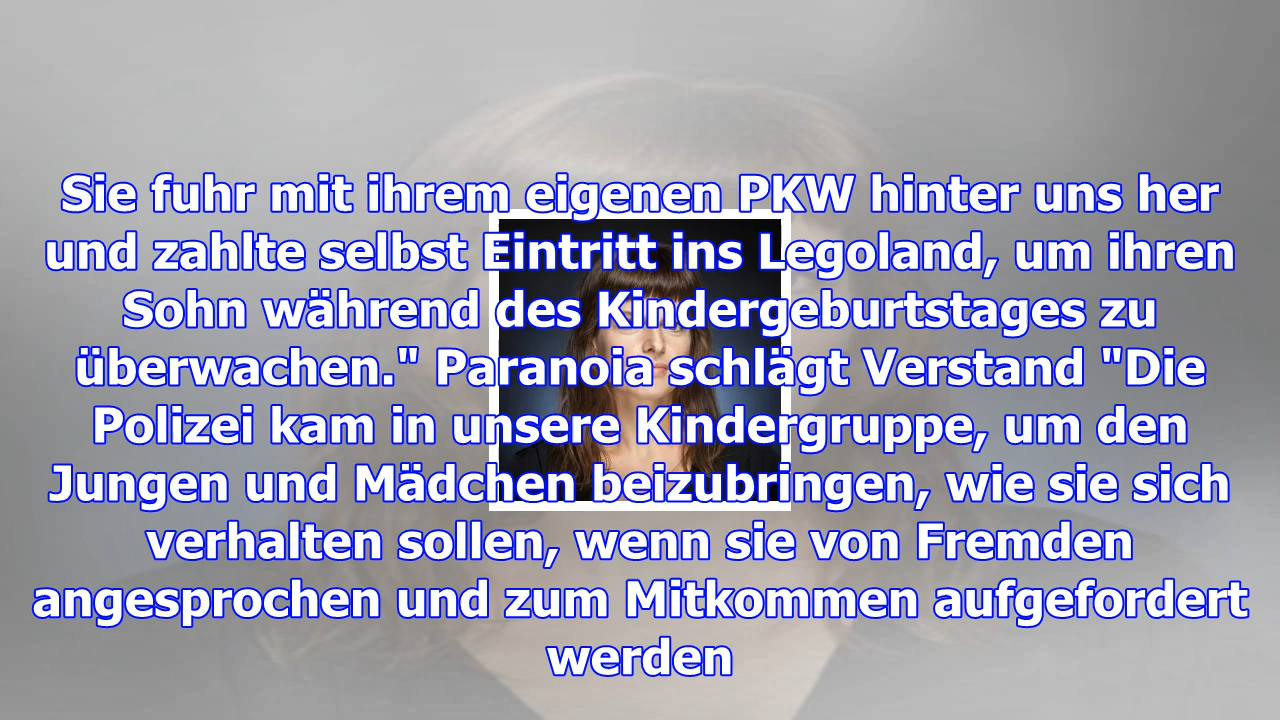 Sie fuhr mit ihrem eigenen PKW hinter uns her
und zahlte selbst Eintritt ins Legoland, um ihren
Sohn während des Kindergeburtstages zu
überwachen." Paranoia schlägt Verstand "Die
Polizei kam in unsere Kindergruppe, um den
Jungen und Mädchen beizubringen, wie sie sich
verhalten sollen, wenn sie von Fremden
angesprochen und zum Mitkommen aufgefordert
werden